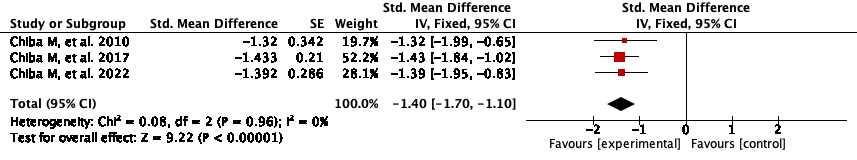 Std. Mean Difference Std. Mean Difference
Study or Subgroup Std. Mean Difference SE Weight IV, Fixed, 95% CI IV, Fixed, 95% CI
Chiba M, et al. 2010 −1.32 0.342 19.7% −1.32 [−1.99, −0.65]
Chiba M, et al. 2017 −1.433 0.21 52.2% −1.43 [−1.84, −1.02]
Chiba M, et al. 2022 −1.392 0.286 28.1% −1.39 [−1.95, −0.83]
Total (95% CI) 100.0% −1.40 [−1.70, −1.10]
Heterogeneity: Chi² = 0.08, df = 2 (P = 0.96); I² = 0%
Test for overall effect: Z = 9.22 (P < 0.00001)
−2 −1 0 1 2
Favours [experimental] Favours [control]